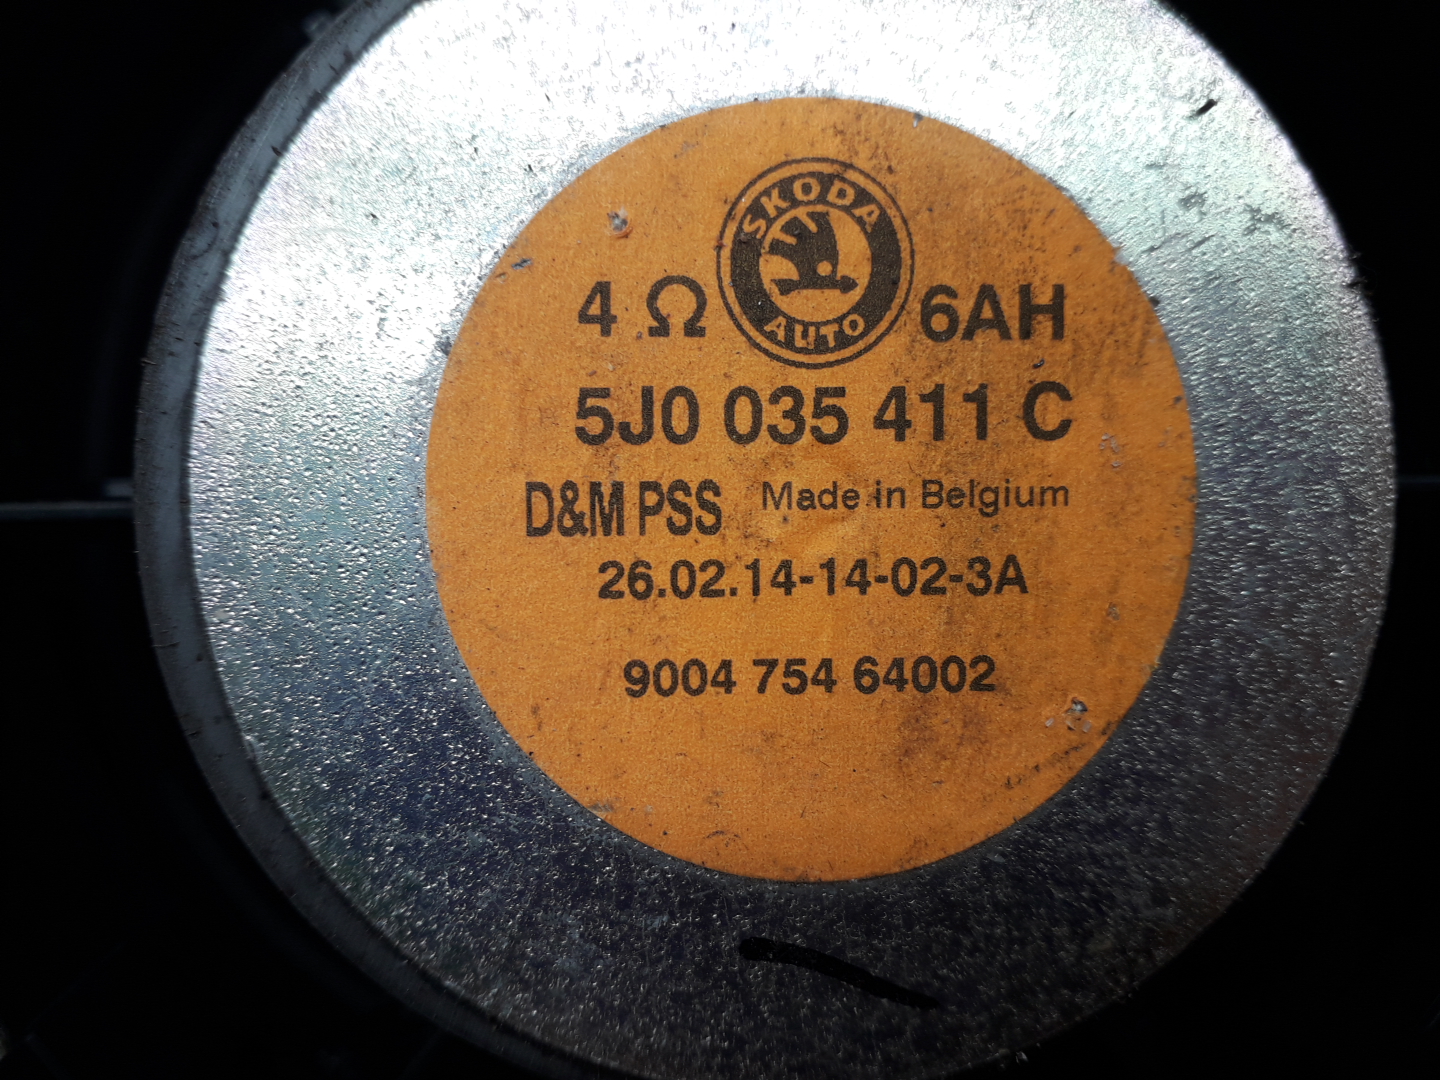 SKODA
AUTO
4 Ω 6AH
5J0 035 411 C
D&M PSS Made in Belgium
26.02.14-14-02-3A
9004 754 64002